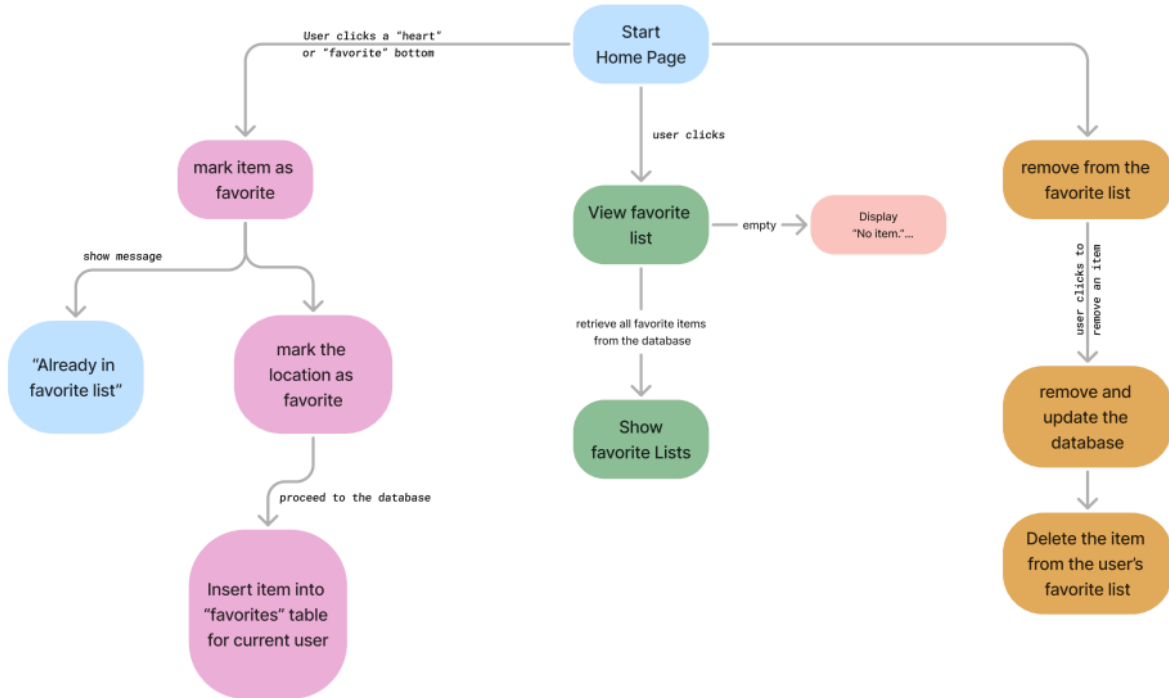 User clicks a “heart”
or “favorite” bottom
Start
Home Page
user clicks
mark item as
favorite
remove from the
favorite list
View favorite
list
empty
Display
“No item.”...
show message
user clicks to
remove an item
retrieve all favorite items
from the database
“Already in
favorite list”
mark the
location as
favorite
remove and
update the
database
Show
favorite Lists
proceed to the database
Insert item into
“favorites” table
for current user
Delete the item
from the user’s
favorite list